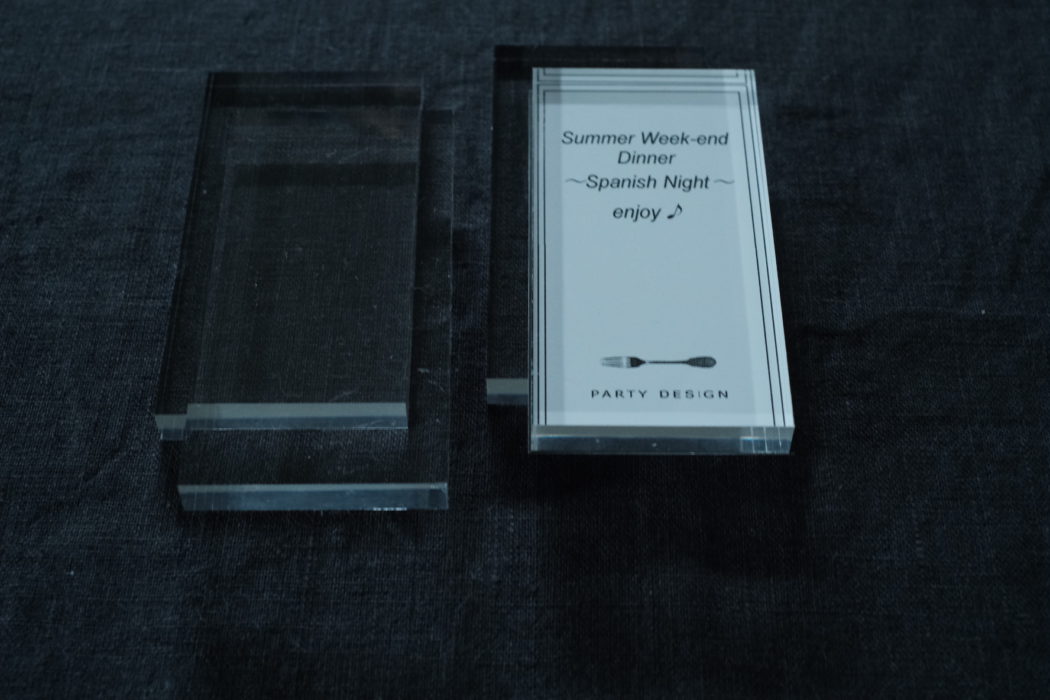 Summer Week-end
Dinner
～Spanish Night～
enjoy ♪
PARTY DESIGN